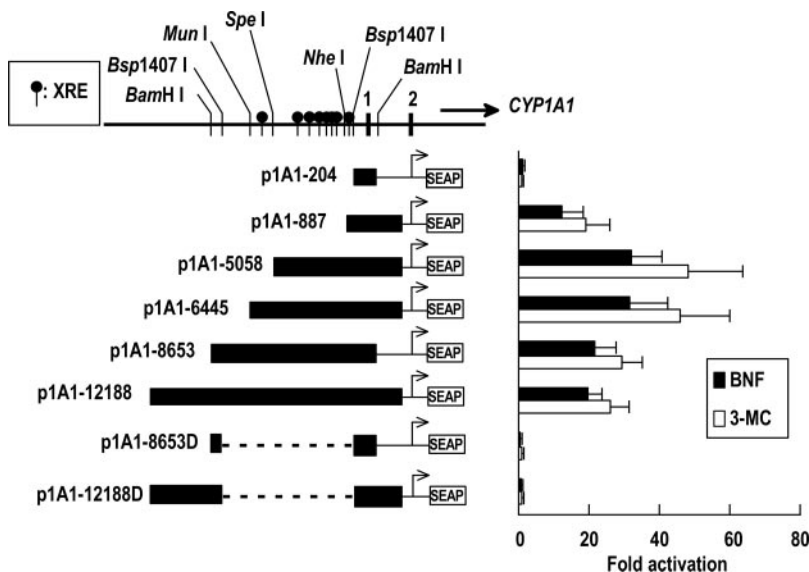 Spe I
Mun I
Bsp1407 I
Bsp1407 I
Nhe I
BamH I
BamH I
: XRE
1 2
CYP1A1
p1A1-204 SEAP
p1A1-887 SEAP
p1A1-5058 SEAP
p1A1-6445 SEAP
p1A1-8653 SEAP
p1A1-12188 SEAP
p1A1-8653D SEAP
p1A1-12188D SEAP
BNF
3-MC
0 20 40 60 80
Fold activation